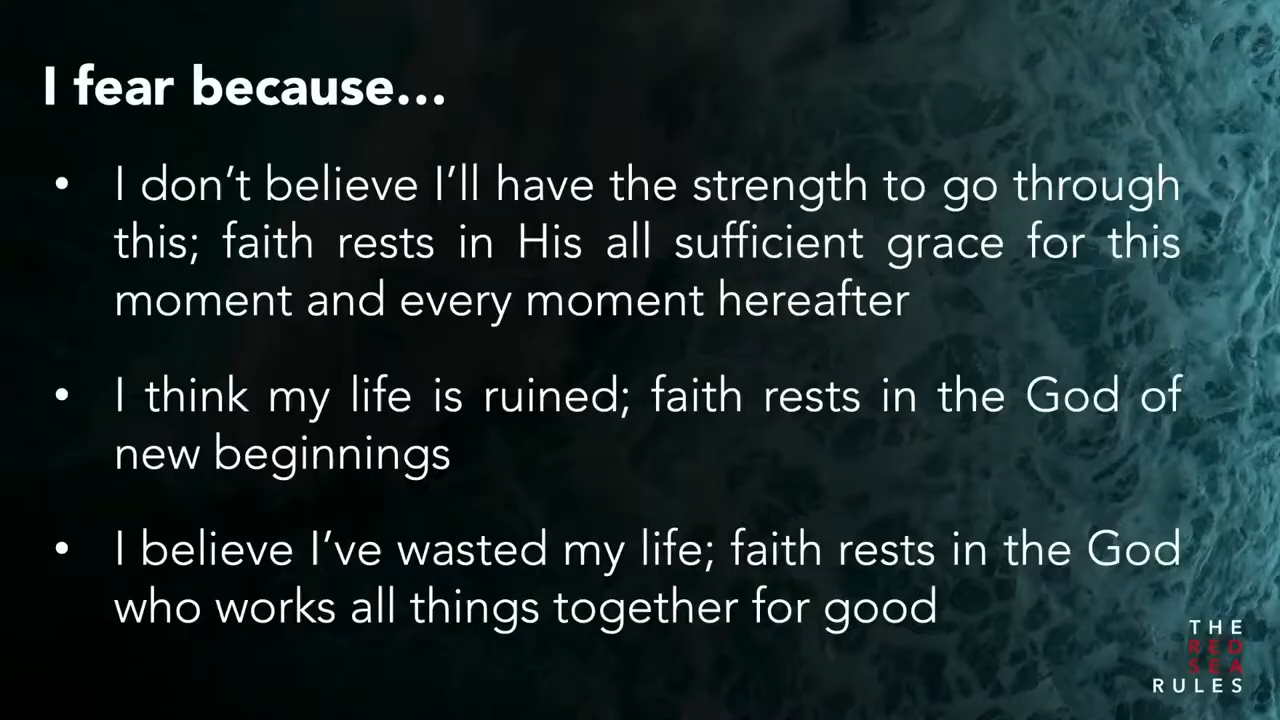 I fear because...
• I don’t believe I’ll have the strength to go through
this; faith rests in His all sufficient grace for this
moment and every moment hereafter
• I think my life is ruined; faith rests in the God of
new beginnings
• I believe I’ve wasted my life; faith rests in the God
who works all things together for good
THE
RED
SEA
RULES